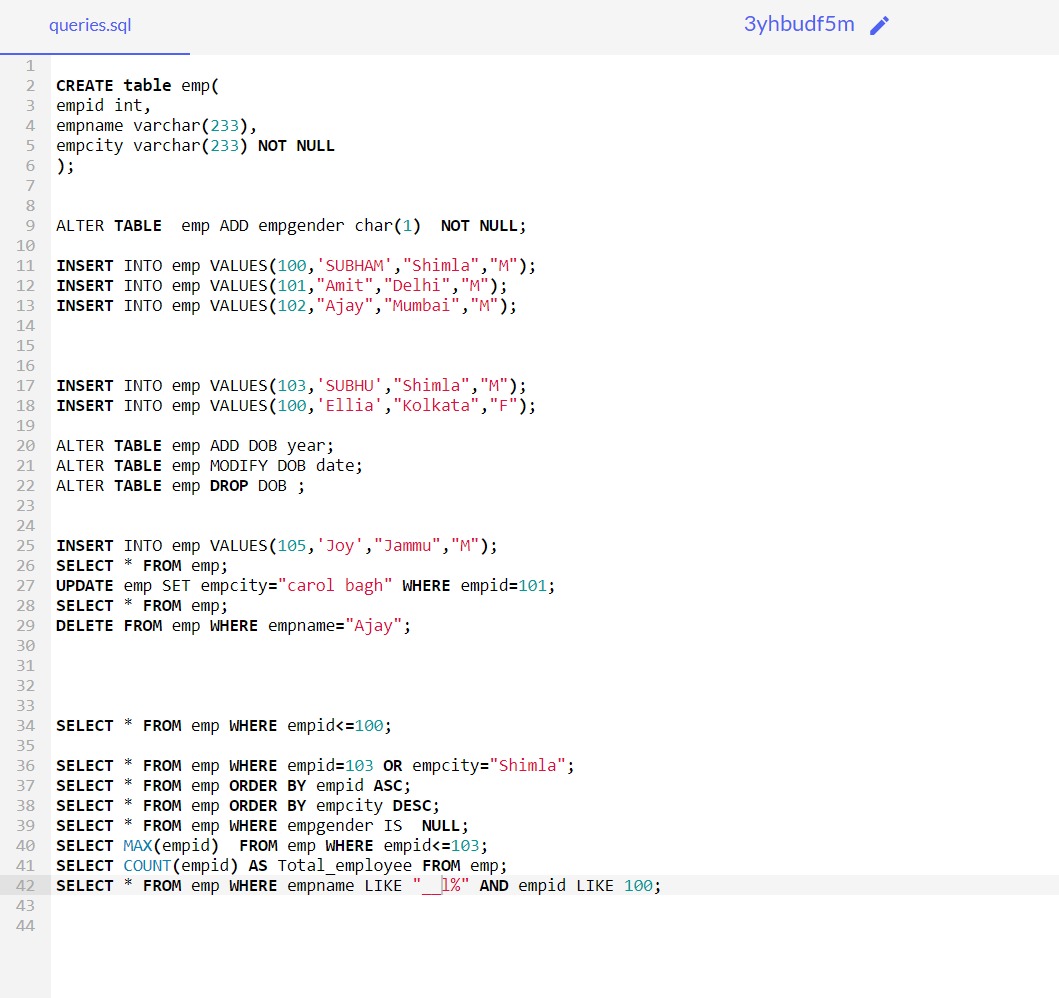 queries.sql
3yhbudf5m
1
2 CREATE table emp(
3 empid int,
4 empname varchar(233),
5 empcity varchar(233) NOT NULL
6 );
7
8
9 ALTER TABLE  emp ADD empgender char(1)  NOT NULL;
10
11 INSERT INTO emp VALUES(100,'SUBHAM',"Shimla","M");
12 INSERT INTO emp VALUES(101,"Amit","Delhi","M");
13 INSERT INTO emp VALUES(102,"Ajay","Mumbai","M");
14
15
16
17 INSERT INTO emp VALUES(103,'SUBHU',"Shimla","M");
18 INSERT INTO emp VALUES(100,'Ellia',"Kolkata","F");
19
20 ALTER TABLE emp ADD DOB year;
21 ALTER TABLE emp MODIFY DOB date;
22 ALTER TABLE emp DROP DOB ;
23
24
25 INSERT INTO emp VALUES(105,'Joy',"Jammu","M");
26 SELECT * FROM emp;
27 UPDATE emp SET empcity="carol bagh" WHERE empid=101;
28 SELECT * FROM emp;
29 DELETE FROM emp WHERE empname="Ajay";
30
31
32
33
34 SELECT * FROM emp WHERE empid<=100;
35
36 SELECT * FROM emp WHERE empid=103 OR empcity="Shimla";
37 SELECT * FROM emp ORDER BY empid ASC;
38 SELECT * FROM emp ORDER BY empcity DESC;
39 SELECT * FROM emp WHERE empgender IS  NULL;
40 SELECT MAX(empid)  FROM emp WHERE empid<=103;
41 SELECT COUNT(empid) AS Total_employee FROM emp;
42 SELECT * FROM emp WHERE empname LIKE "__l%" AND empid LIKE 100;
43
44